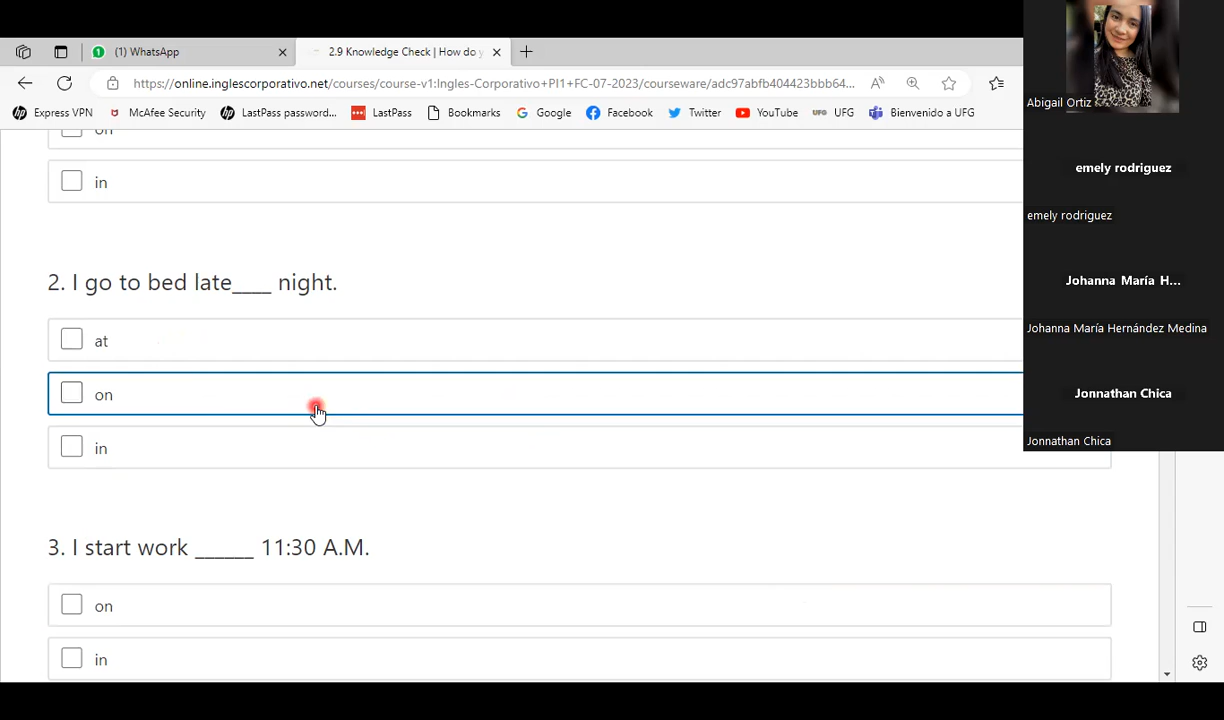 (1) WhatsApp
2.9 Knowledge Check | How do y
https://online.inglescorporativo.net/courses/course-v1:Ingles-Corporativo+PI1+FC-07-2023/courseware/adc97abfb404423bbb64...
Express VPN
McAfee Security
LastPass password...
LastPass
Bookmarks
Google
Facebook
Twitter
YouTube
UFG
Bienvenido a UFG
on
in
2. I go to bed late____ night.
at
on
in
3. I start work ______ 11:30 A.M.
on
in
Abigail Ortiz
emely rodriguez
emely rodriguez
Johanna María H...
Johanna María Hernández Medina
Jonnathan Chica
Jonnathan Chica